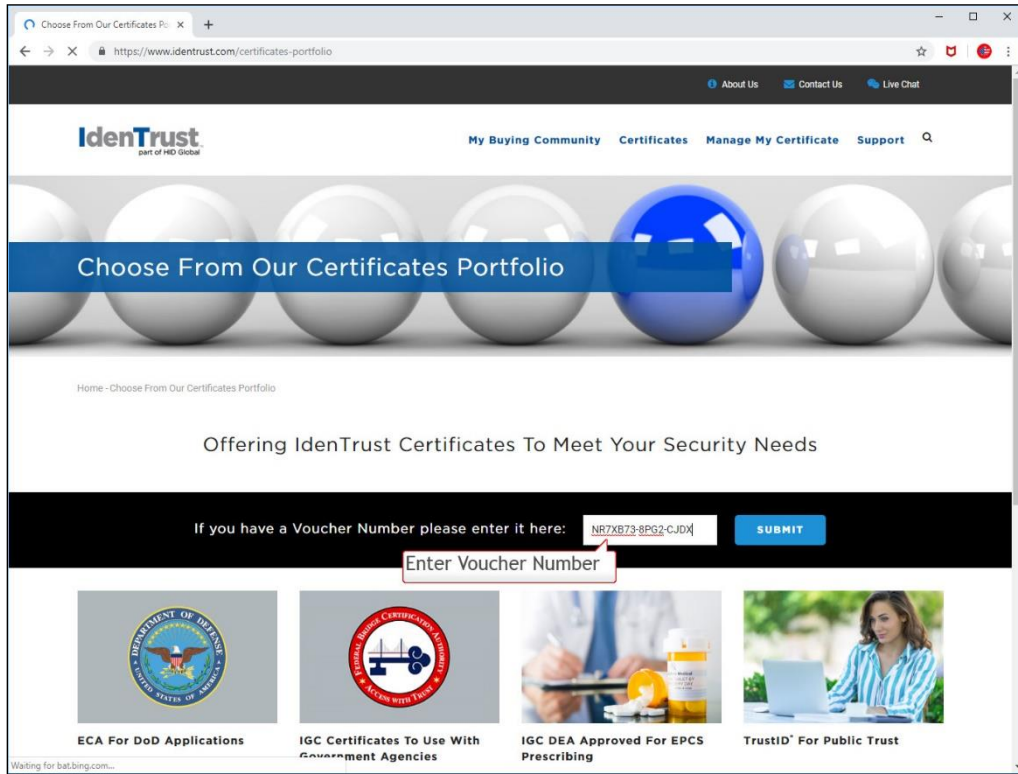 Choose From Our Certificates Po
https://www.identrust.com/certificates-portfolio
About Us Contact Us Live Chat
IdenTrust
part of HID Global
My Buying Community Certificates Manage My Certificate Support
Choose From Our Certificates Portfolio
Home - Choose From Our Certificates Portfolio
Offering IdenTrust Certificates To Meet Your Security Needs
If you have a Voucher Number please enter it here: NR7XB73-8PG2-CJDX SUBMIT
Enter Voucher Number
DEPARTMENT OF DEFENSE
UNITED STATES OF AMERICA
FEDERAL BRIDGE CERTIFICATION AUTHORITY
ACCESS WITH TRUST
ECA For DoD Applications
IGC Certificates To Use With
Government Agencies
IGC DEA Approved For EPCS
Prescribing
TrustID® For Public Trust
Waiting for bat.bing.com...